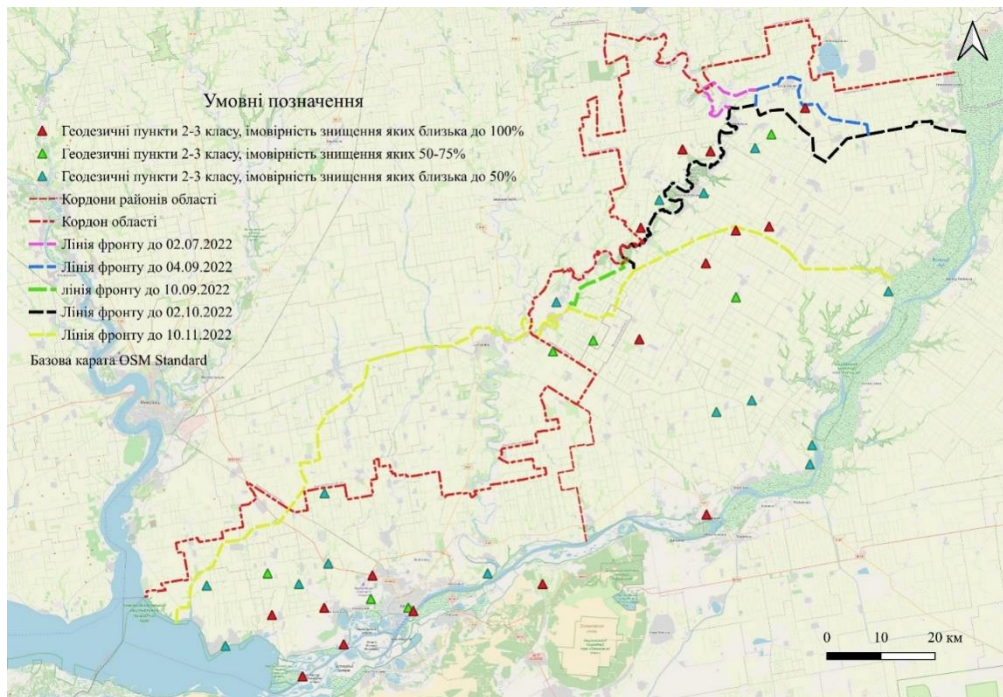 Умовні позначення
Геодезичні пункти 2-3 класу, імовірність знищення яких близька до 100%
Геодезичні пункти 2-3 класу, імовірність знищення яких 50-75%
Геодезичні пункти 2-3 класу, імовірність знищення яких близька до 50%
Кордони районів області
Кордон області
Лінія фронту до 02.07.2022
Лінія фронту до 04.09.2022
лінія фронту до 10.09.2022
Лінія фронту до 02.10.2022
Лінія фронту до 10.11.2022
Базова карата OSM Standard
0 10 20 км